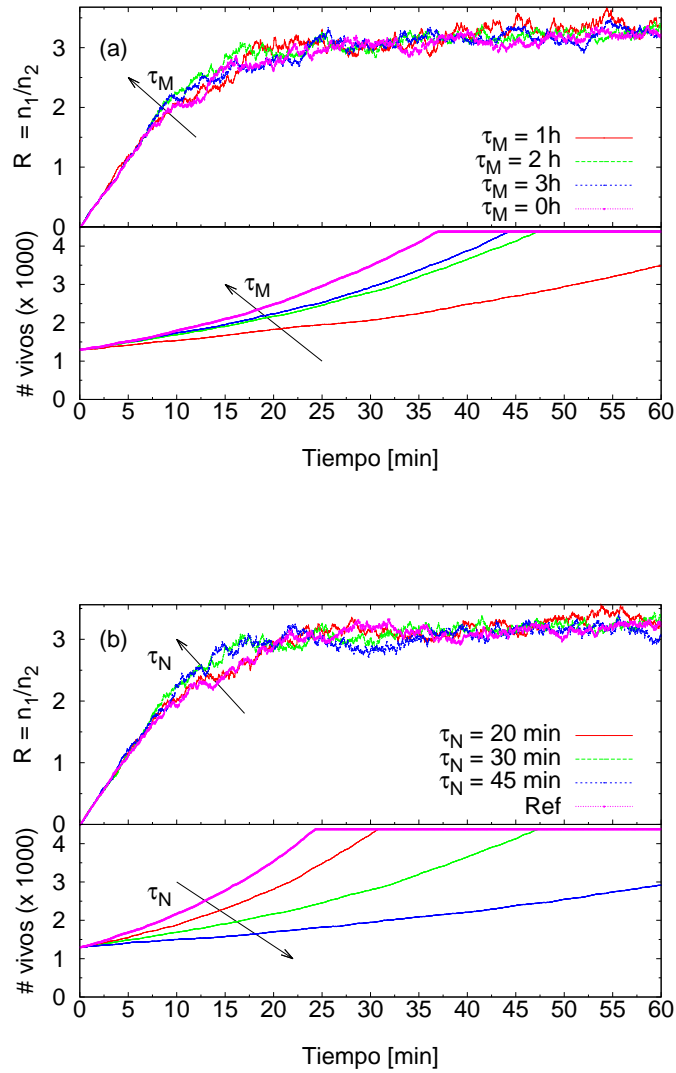 (a)
R = n1/n2
3
2
1
0
τM
τM = 1h
τM = 2 h
τM = 3h
τM = 0h
# vivos (x 1000)
4
3
2
1
0
τM
0 5 10 15 20 25 30 35 40 45 50 55 60
Tiempo [min]
(b)
R = n1/n2
3
2
1
0
τN
τN = 20 min
τN = 30 min
τN = 45 min
Ref
# vivos (x 1000)
4
3
2
1
0
τN
0 5 10 15 20 25 30 35 40 45 50 55 60
Tiempo [min]